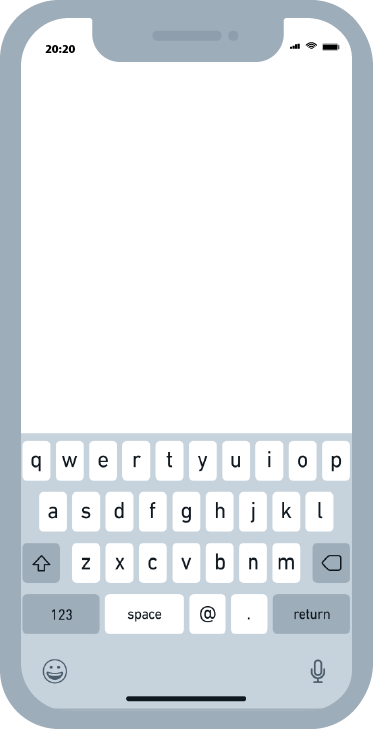 20:20
q w e r t y u i o p
a s d f g h j k l
z x c v b n m
123 space @ . return